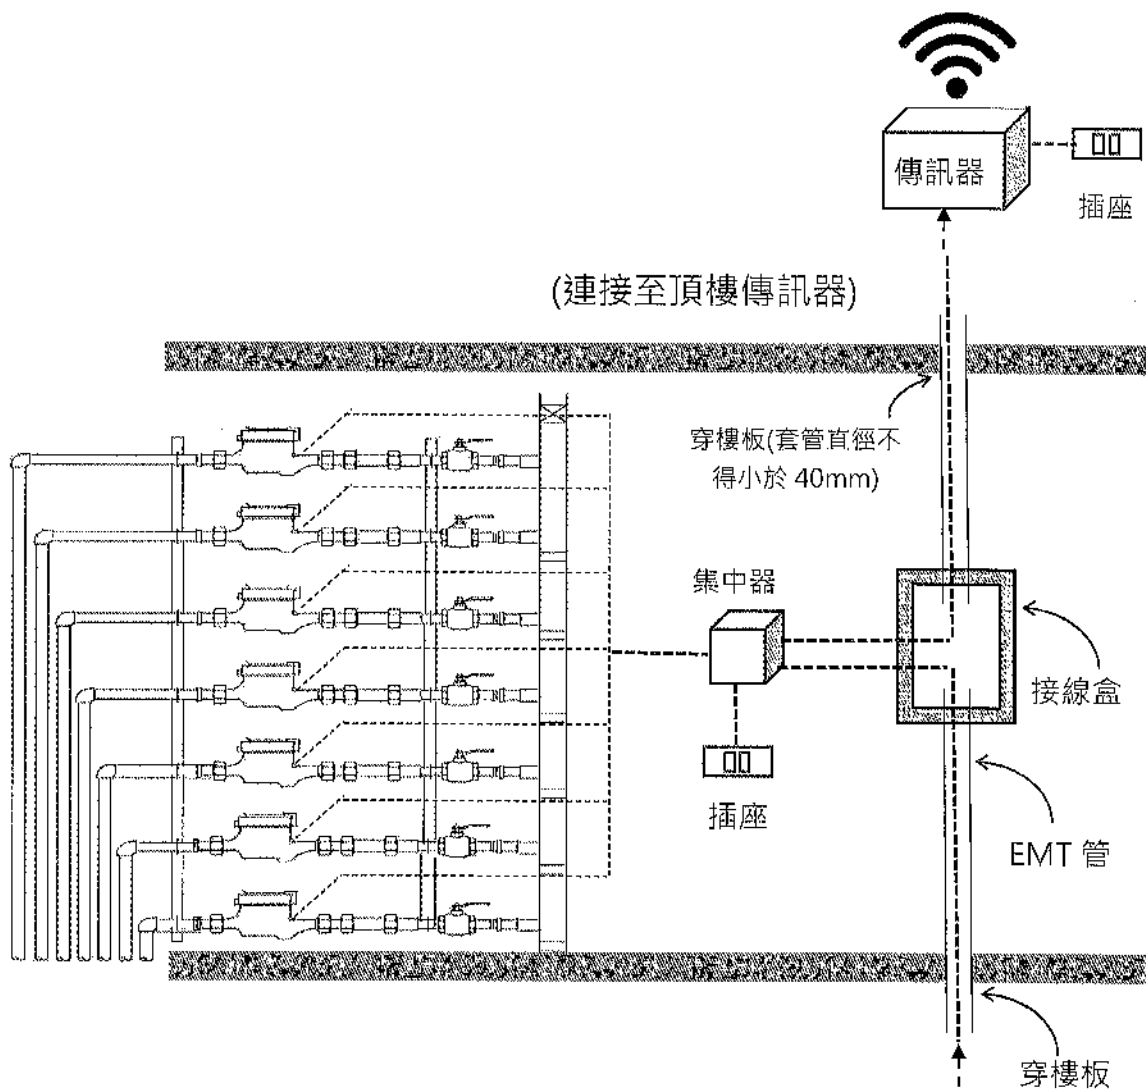 傳訊器
插座
(連接至頂樓傳訊器)
穿樓板(套管直徑不
得小於 40mm)
集中器
接線盒
插座
EMT 管
穿樓板